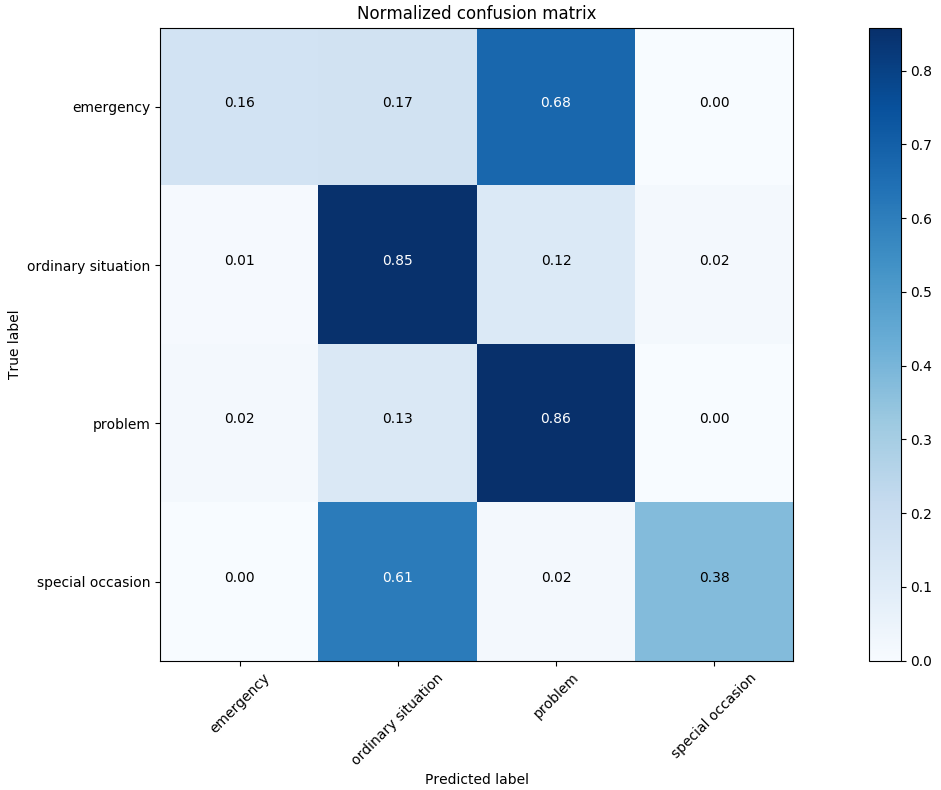 Normalized confusion matrix
True label
emergency 0.16 0.17 0.68 0.00
ordinary situation 0.01 0.85 0.12 0.02
problem 0.02 0.13 0.86 0.00
special occasion 0.00 0.61 0.02 0.38
emergency ordinary situation problem special occasion
Predicted label
0.8
0.7
0.6
0.5
0.4
0.3
0.2
0.1
0.0